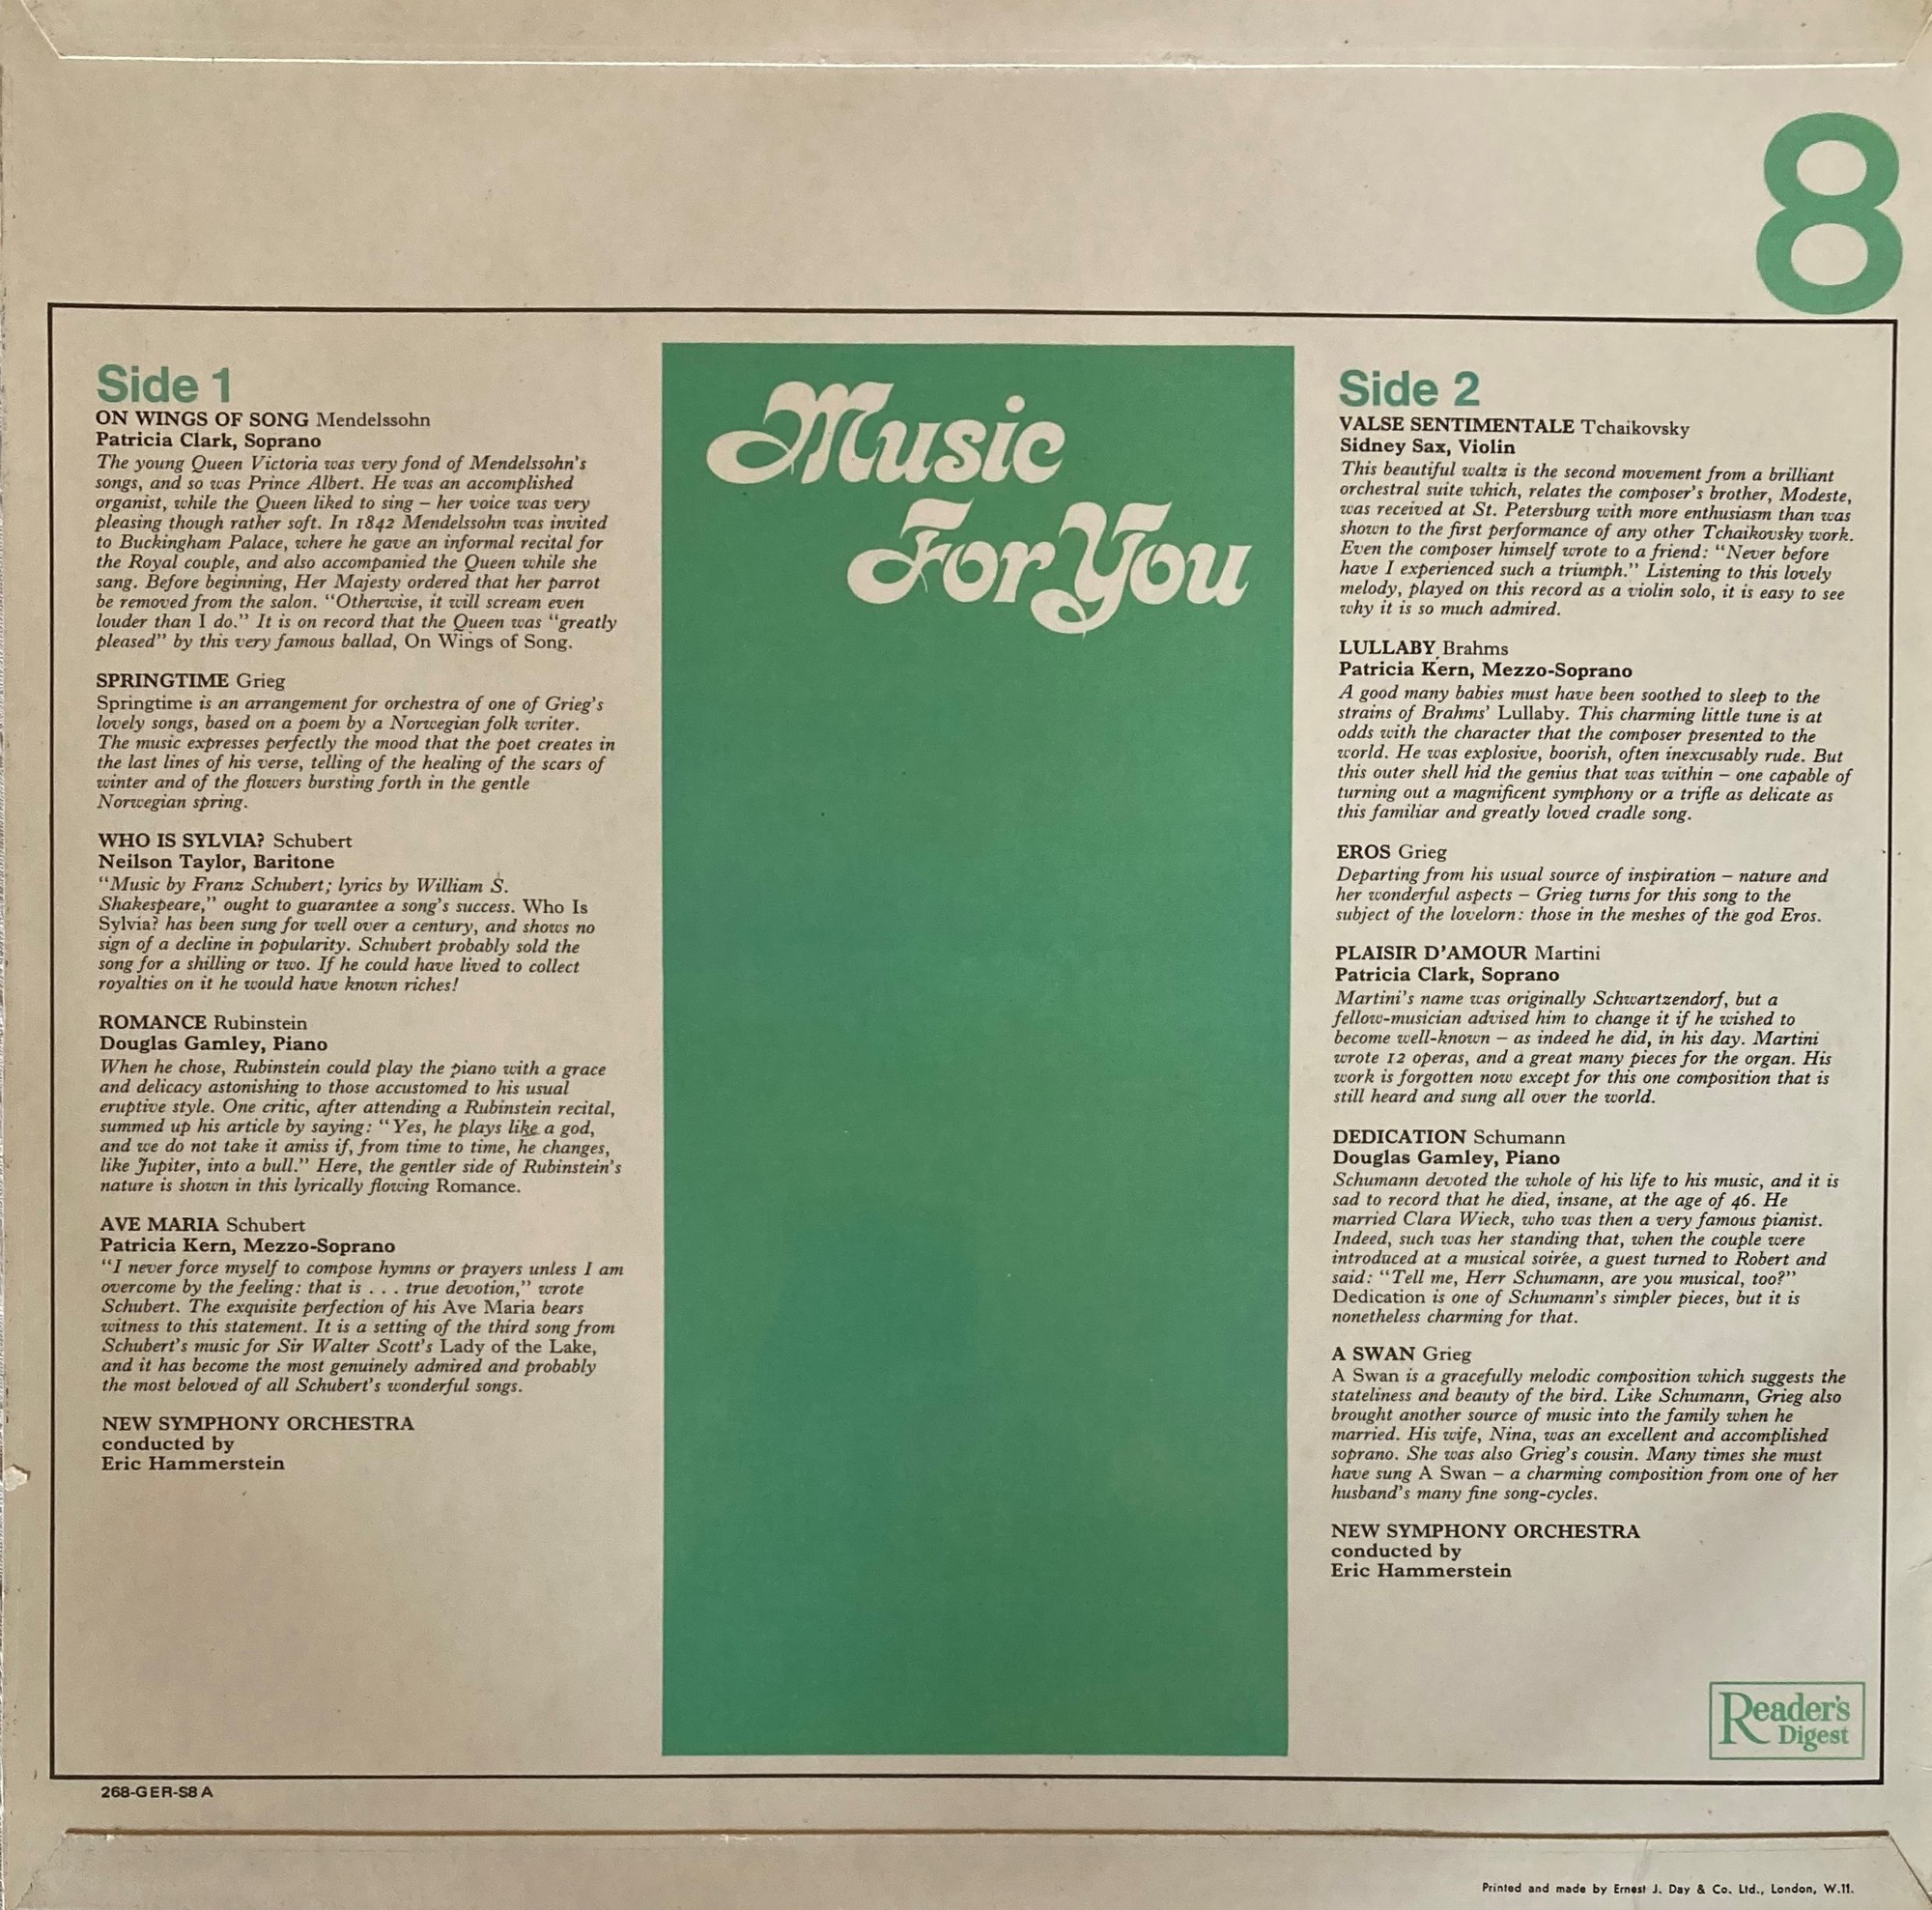 8
Side 1
ON WINGS OF SONG Mendelssohn
Patricia Clark, Soprano
The young Queen Victoria was very fond of Mendelssohn's
songs, and so was Prince Albert. He was an accomplished
organist, while the Queen liked to sing – her voice was very
pleasing though rather soft. In 1842 Mendelssohn was invited
to Buckingham Palace, where he gave an informal recital for
the Royal couple, and also accompanied the Queen while she
sang. Before beginning, Her Majesty ordered that her parrot
be removed from the salon. "Otherwise, it will scream even
louder than I do." It is on record that the Queen was "greatly
pleased" by this very famous ballad, On Wings of Song.
SPRINGTIME Grieg
Springtime is an arrangement for orchestra of one of Grieg's
lovely songs, based on a poem by a Norwegian folk writer.
The music expresses perfectly the mood that the poet creates in
the last lines of his verse, telling of the healing of the scars of
winter and of the flowers bursting forth in the gentle
Norwegian spring.
WHO IS SYLVIA? Schubert
Neilson Taylor, Baritone
"Music by Franz Schubert; lyrics by William S.
Shakespeare," ought to guarantee a song's success. Who Is
Sylvia? has been sung for well over a century, and shows no
sign of a decline in popularity. Schubert probably sold the
song for a shilling or two. If he could have lived to collect
royalties on it he would have known riches!
ROMANCE Rubinstein
Douglas Gamley, Piano
When he chose, Rubinstein could play the piano with a grace
and delicacy astonishing to those accustomed to his usual
eruptive style. One critic, after attending a Rubinstein recital,
summed up his article by saying: "Yes, he plays like a god,
and we do not take it amiss if, from time to time, he changes,
like Jupiter, into a bull." Here, the gentler side of Rubinstein's
nature is shown in this lyrically flowing Romance.
AVE MARIA Schubert
Patricia Kern, Mezzo-Soprano
"I never force myself to compose hymns or prayers unless I am
overcome by the feeling: that is . . . true devotion," wrote
Schubert. The exquisite perfection of his Ave Maria bears
witness to this statement. It is a setting of the third song from
Schubert's music for Sir Walter Scott's Lady of the Lake,
and it has become the most genuinely admired and probably
the most beloved of all Schubert's wonderful songs.
NEW SYMPHONY ORCHESTRA
conducted by
Eric Hammerstein
Music
For You
Side 2
VALSE SENTIMENTALE Tchaikovsky
Sidney Sax, Violin
This beautiful waltz is the second movement from a brilliant
orchestral suite which, relates the composer's brother, Modeste,
was received at St. Petersburg with more enthusiasm than was
shown to the first performance of any other Tchaikovsky work.
Even the composer himself wrote to a friend: "Never before
have I experienced such a triumph." Listening to this lovely
melody, played on this record as a violin solo, it is easy to see
why it is so much admired.
LULLABY Brahms
Patricia Kern, Mezzo-Soprano
A good many babies must have been soothed to sleep to the
strains of Brahms' Lullaby. This charming little tune is at
odds with the character that the composer presented to the
world. He was explosive, boorish, often inexcusably rude. But
this outer shell hid the genius that was within – one capable of
turning out a magnificent symphony or a trifle as delicate as
this familiar and greatly loved cradle song.
EROS Grieg
Departing from his usual source of inspiration – nature and
her wonderful aspects – Grieg turns for this song to the
subject of the lovelorn: those in the meshes of the god Eros.
PLAISIR D'AMOUR Martini
Patricia Clark, Soprano
Martini's name was originally Schwartzendorf, but a
fellow-musician advised him to change it if he wished to
become well-known – as indeed he did, in his day. Martini
wrote 12 operas, and a great many pieces for the organ. His
work is forgotten now except for this one composition that is
still heard and sung all over the world.
DEDICATION Schumann
Douglas Gamley, Piano
Schumann devoted the whole of his life to his music, and it is
sad to record that he died, insane, at the age of 46. He
married Clara Wieck, who was then a very famous pianist.
Indeed, such was her standing that, when the couple were
introduced at a musical soirée, a guest turned to Robert and
said: "Tell me, Herr Schumann, are you musical, too?"
Dedication is one of Schumann's simpler pieces, but it is
nonetheless charming for that.
A SWAN Grieg
A Swan is a gracefully melodic composition which suggests the
stateliness and beauty of the bird. Like Schumann, Grieg also
brought another source of music into the family when he
married. His wife, Nina, was an excellent and accomplished
soprano. She was also Grieg's cousin. Many times she must
have sung A Swan – a charming composition from one of her
husband's many fine song-cycles.
NEW SYMPHONY ORCHESTRA
conducted by
Eric Hammerstein
Reader's
Digest
268-GER-S8 A
Printed and made by Ernest J. Day & Co. Ltd., London, W.11.